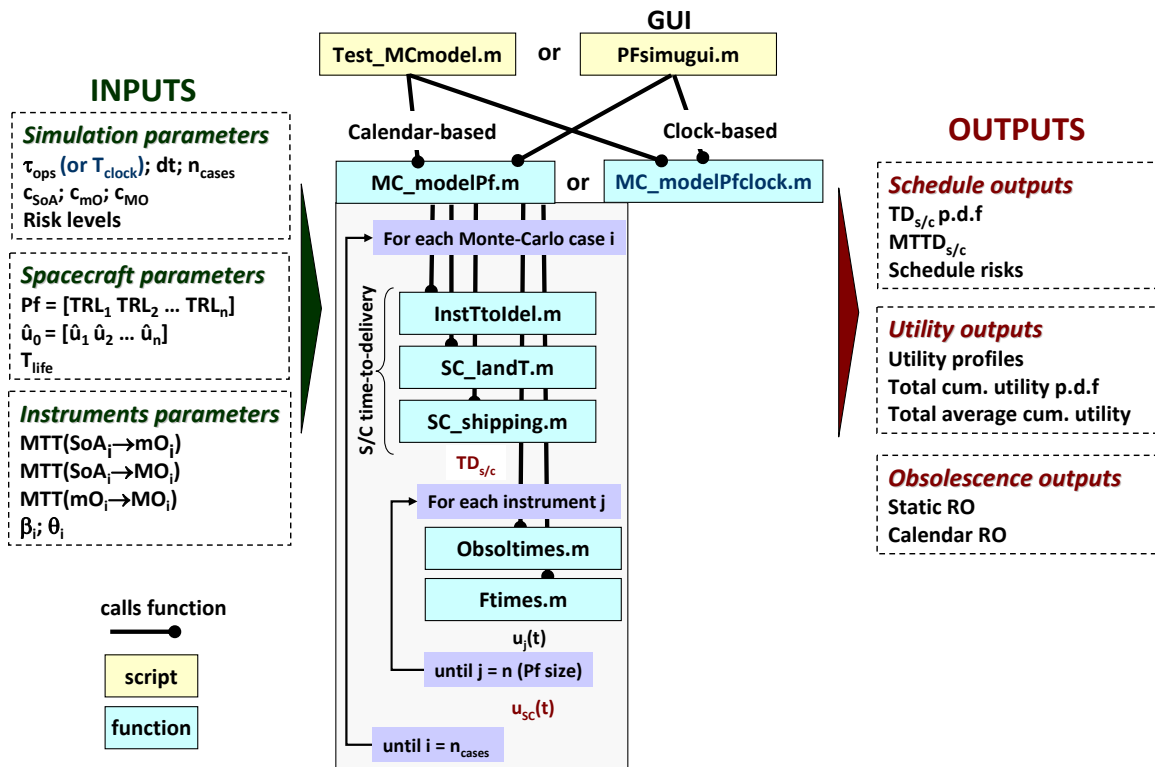 GUI
Test_MCmodel.m
or
PFsimugui.m
INPUTS
Simulation parameters
τops (or Tclock); dt; ncases
cSoA; cmO; cMO
Risk levels
Spacecraft parameters
Pf = [TRL1 TRL2 ... TRLn]
û0 = [û1 û2 ... ûn]
Tlife
Instruments parameters
MTT(SoAi→mOi)
MTT(SoAi→MOi)
MTT(mOi→MOi)
βi; θi
calls function
script
function
Calendar-based
Clock-based
MC_modelPf.m
or
MC_modelPfclock.m
For each Monte-Carlo case i
S/C time-to-delivery
InstTtoIdel.m
SC_IandT.m
SC_shipping.m
TDs/c
For each instrument j
Obsoltimes.m
Ftimes.m
uj(t)
until j = n (Pf size)
uSC(t)
until i = ncases
OUTPUTS
Schedule outputs
TDs/c p.d.f
MTTDs/c
Schedule risks
Utility outputs
Utility profiles
Total cum. utility p.d.f
Total average cum. utility
Obsolescence outputs
Static RO
Calendar RO